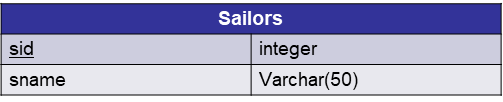 Sailors
sid integer
sname Varchar(50)